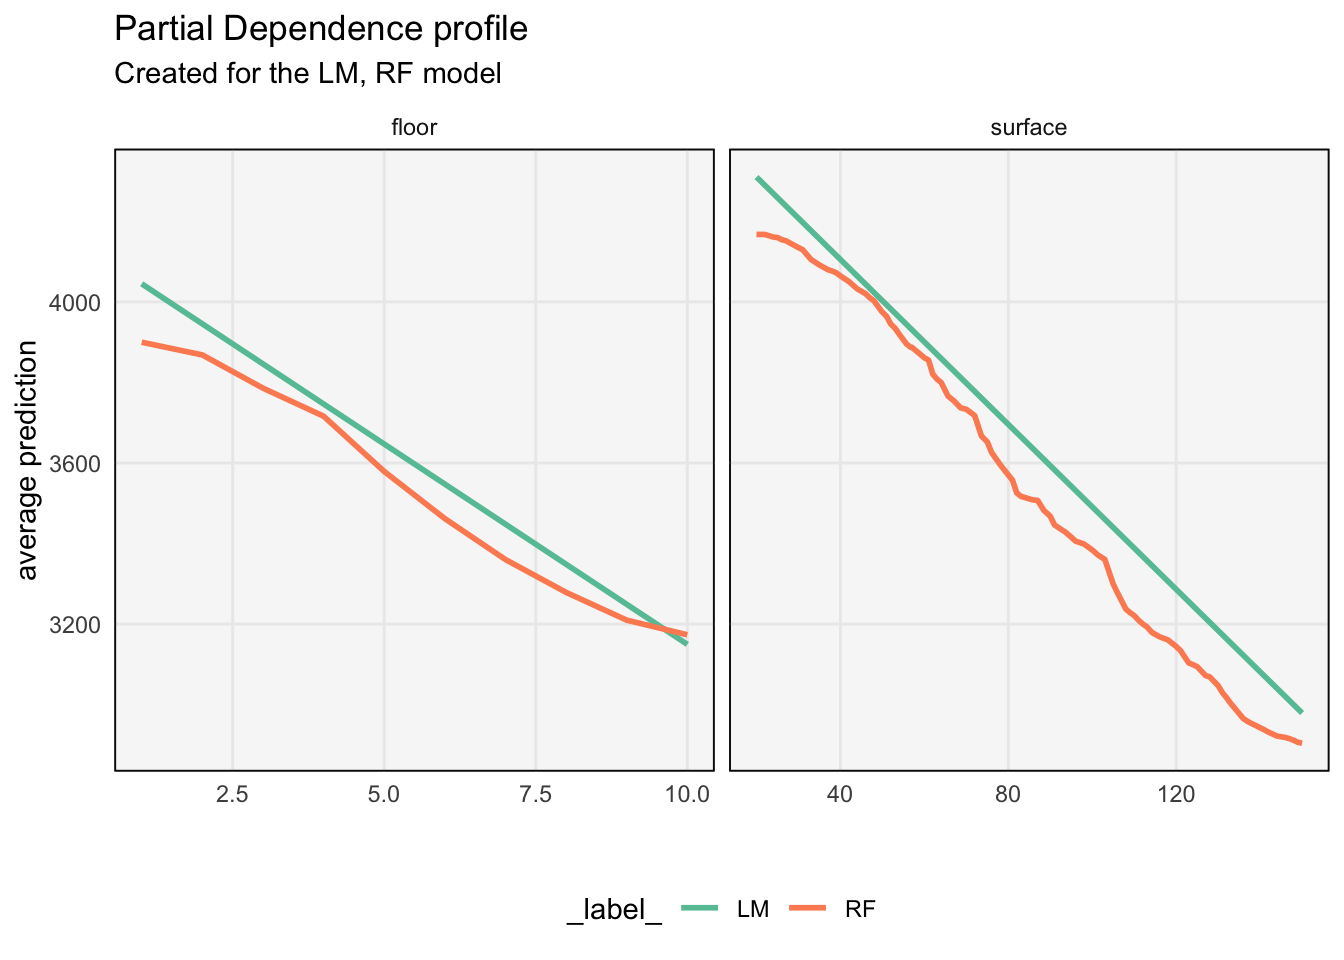 Partial Dependence profile
Created for the LM, RF model
floor
surface
average prediction
4000
3600
3200
2.5 5.0 7.5 10.0
40 80 120
_label_ LM RF